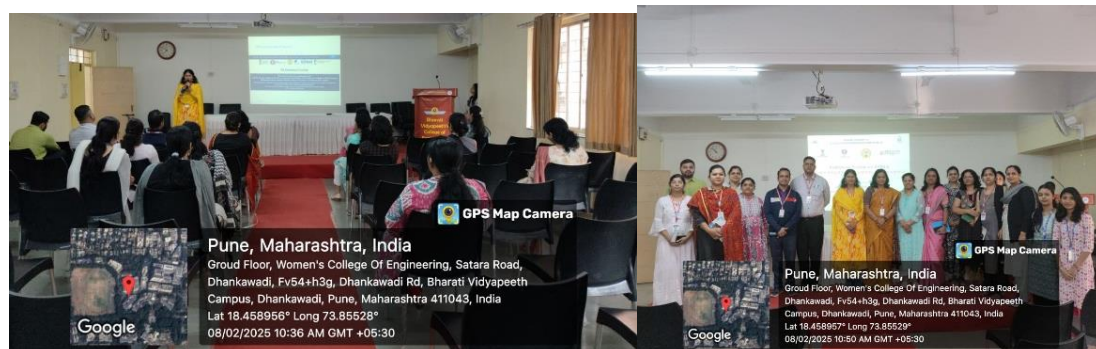 Bharati
Vidyapeeth's
College of
GPS Map Camera
Pune, Maharashtra, India
Groud Floor, Women's College Of Engineering, Satara Road,
Dhankawadi, Fv54+h3g, Dhankawadi Rd, Bharati Vidyapeeth
Campus, Dhankawadi, Pune, Maharashtra 411043, India
Lat 18.458956° Long 73.85528°
08/02/2025 10:36 AM GMT +05:30
Google
GPS Map Camera
Pune, Maharashtra, India
Groud Floor, Women's College Of Engineering, Satara Road,
Dhankawadi, Fv54+h3g, Dhankawadi Rd, Bharati Vidyapeeth
Campus, Dhankawadi, Pune, Maharashtra 411043, India
Lat 18.458957° Long 73.85529°
08/02/2025 10:50 AM GMT +05:30
Google